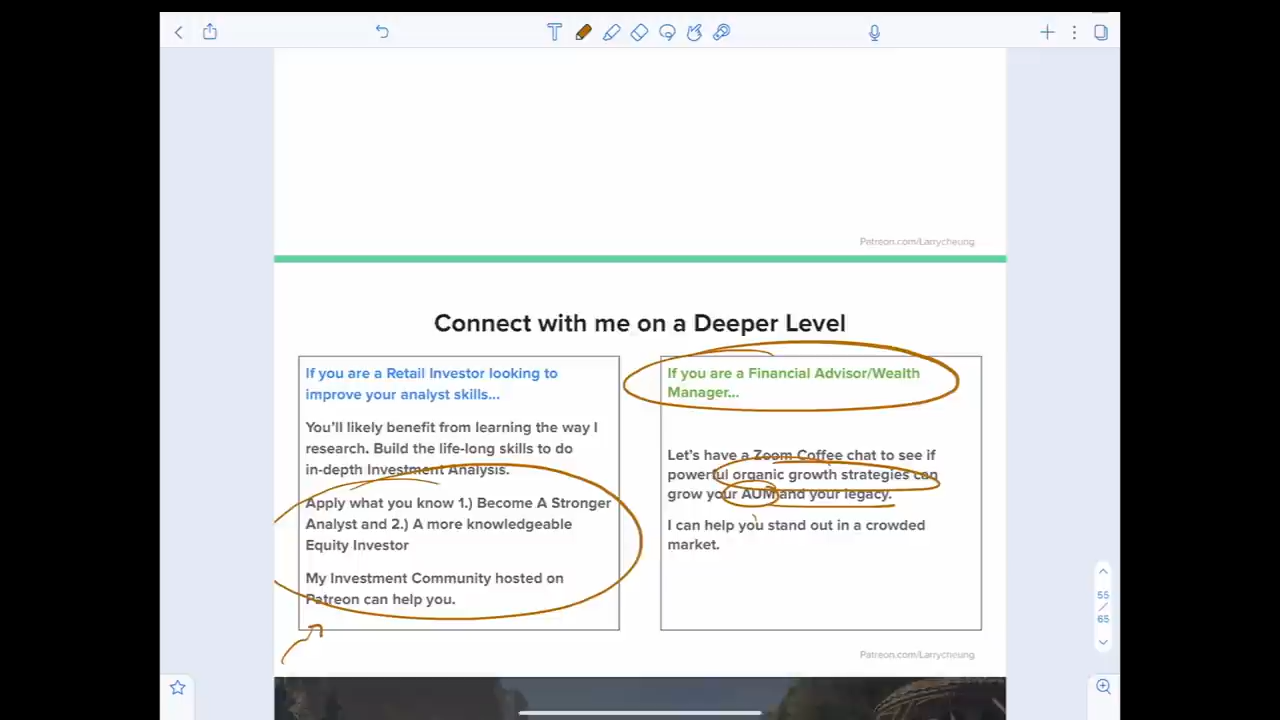 Patreon.com/Larrycheung
Connect with me on a Deeper Level
If you are a Retail Investor looking to
improve your analyst skills...
You'll likely benefit from learning the way I
research. Build the life-long skills to do
in-depth Investment Analysis.
Apply what you know 1.) Become A Stronger
Analyst and 2.) A more knowledgeable
Equity Investor
My Investment Community hosted on
Patreon can help you.
If you are a Financial Advisor/Wealth
Manager...
Let's have a Zoom Coffee chat to see if
powerful organic growth strategies can
grow your AUM and your legacy.
I can help you stand out in a crowded
market.
Patreon.com/Larrycheung
55
/
65